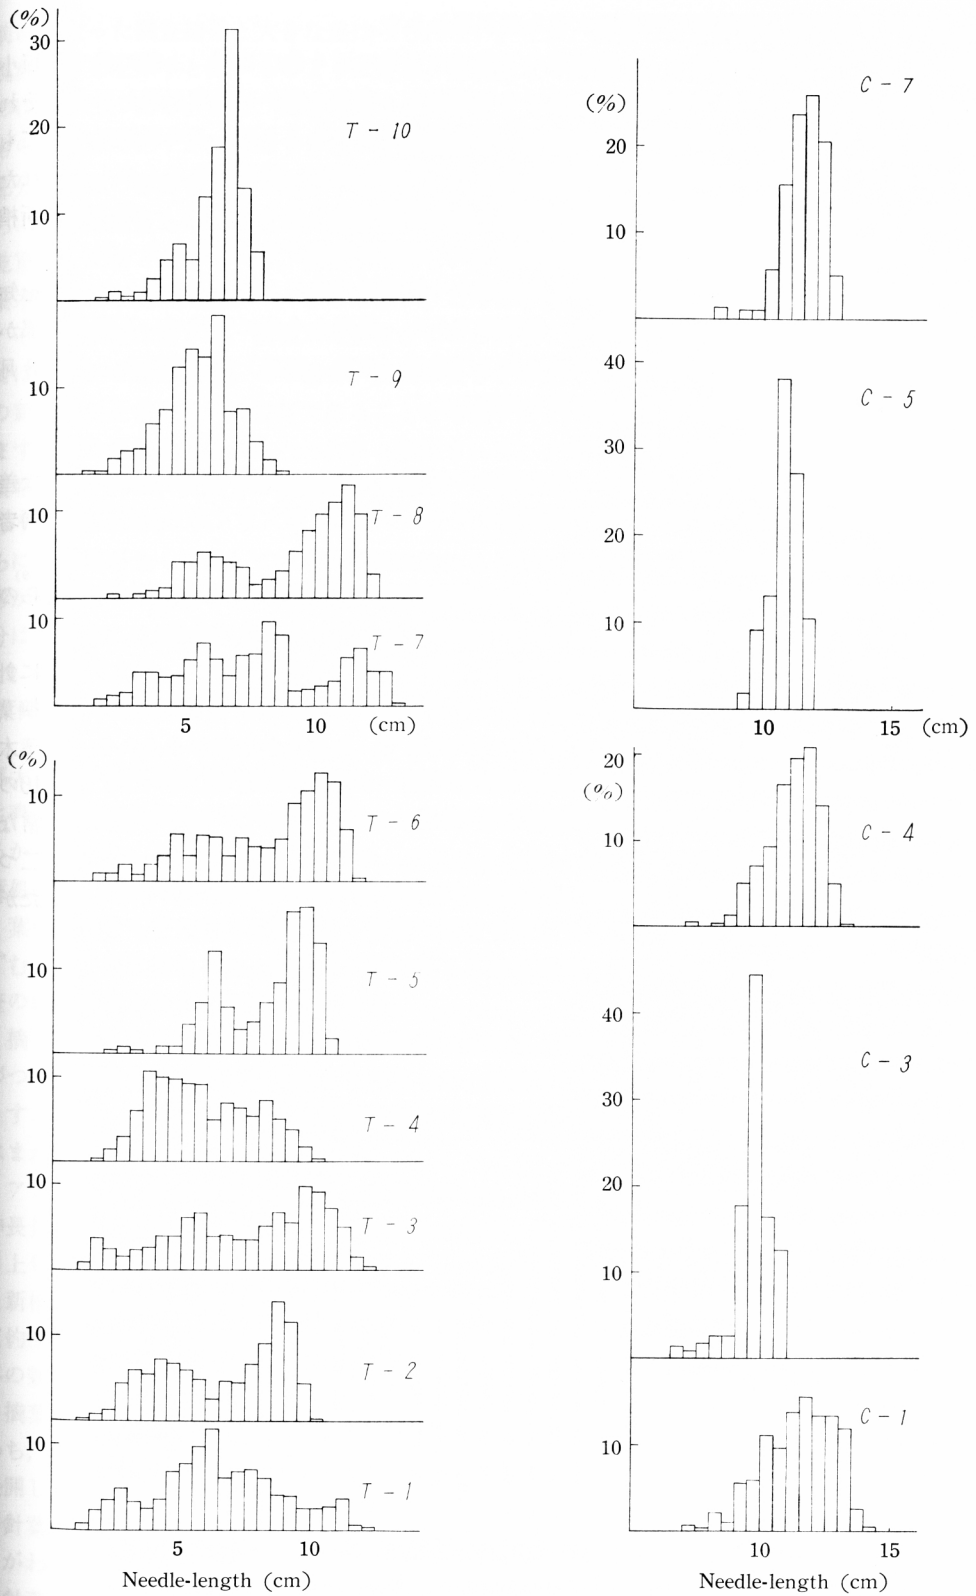 (%)
30
20
10
T - 10
10
T - 9
10
T - 8
10
T - 7
5 10 (cm)
(%)
10
T - 6
10
T - 5
10
T - 4
10
T - 3
10
T - 2
10
T - 1
5 10
Needle-length (cm)
(%)
C - 7
20
10
40
C - 5
30
20
10
10 15 (cm)
20
(%)
C - 4
10
40
C - 3
30
20
10
C - 1
10
10 15
Needle-length (cm)